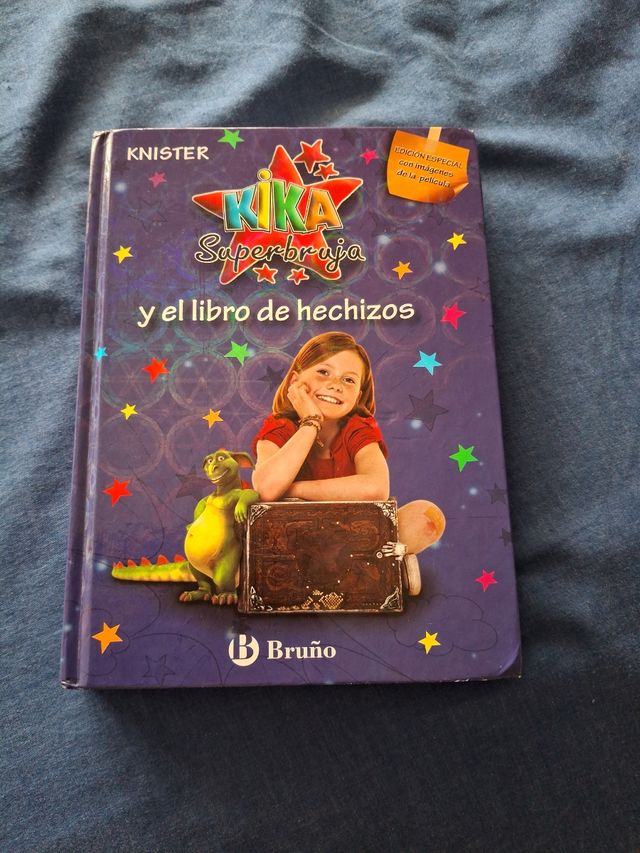 KNISTER
EDICIÓN ESPECIAL
con imágenes
de la película
KIKA
Superbruja
y el libro de hechizos
B Bruño